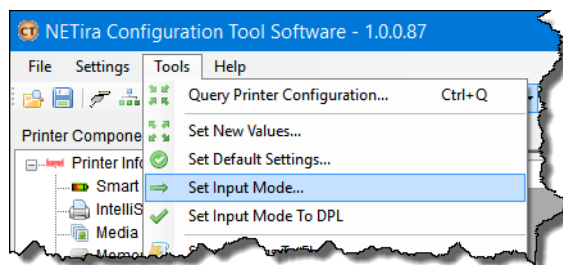 NETira Configuration Tool Software - 1.0.0.87
File Settings Tools Help
Query Printer Configuration... Ctrl+Q
Printer Compone
Set New Values...
Printer Info
Set Default Settings...
Smart
Set Input Mode...
IntelliS
Set Input Mode To DPL
Media